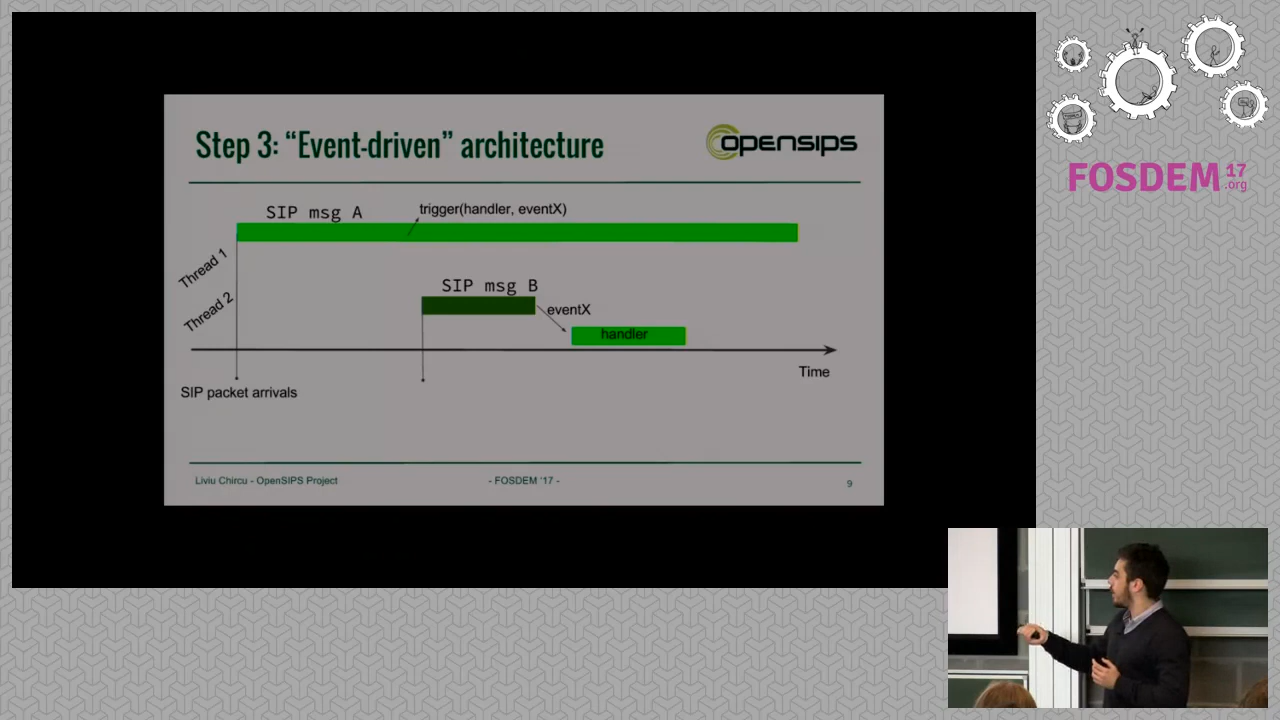 Step 3: “Event-driven” architecture
opensips
SIP msg A
trigger(handler, eventX)
Thread 1
SIP msg B
Thread 2
eventX
handler
Time
SIP packet arrivals
Liviu Chircu - OpenSIPS Project
- FOSDEM '17 -
9
FOSDEM 17
.org